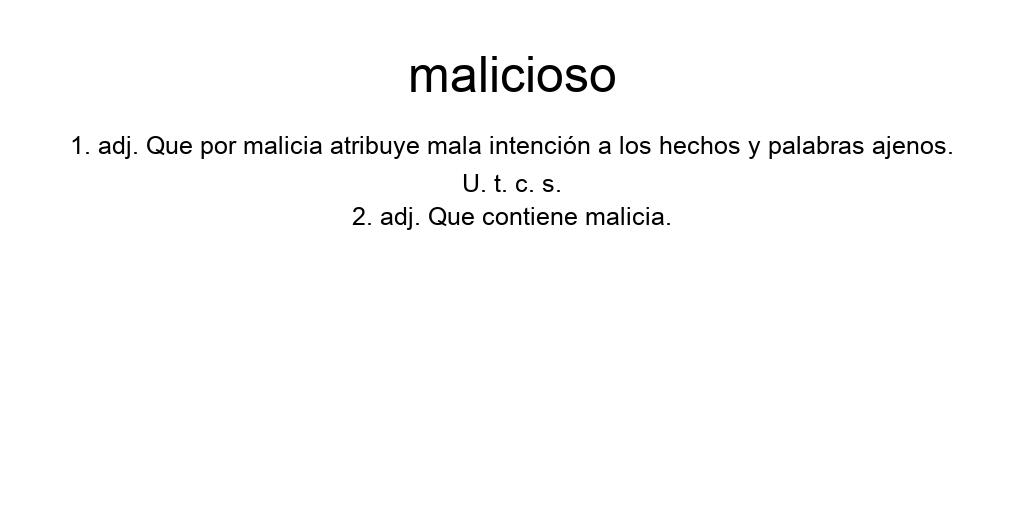 malicioso
1. adj. Que por malicia atribuye mala intención a los hechos y palabras ajenos.
U. t. c. s.
2. adj. Que contiene malicia.